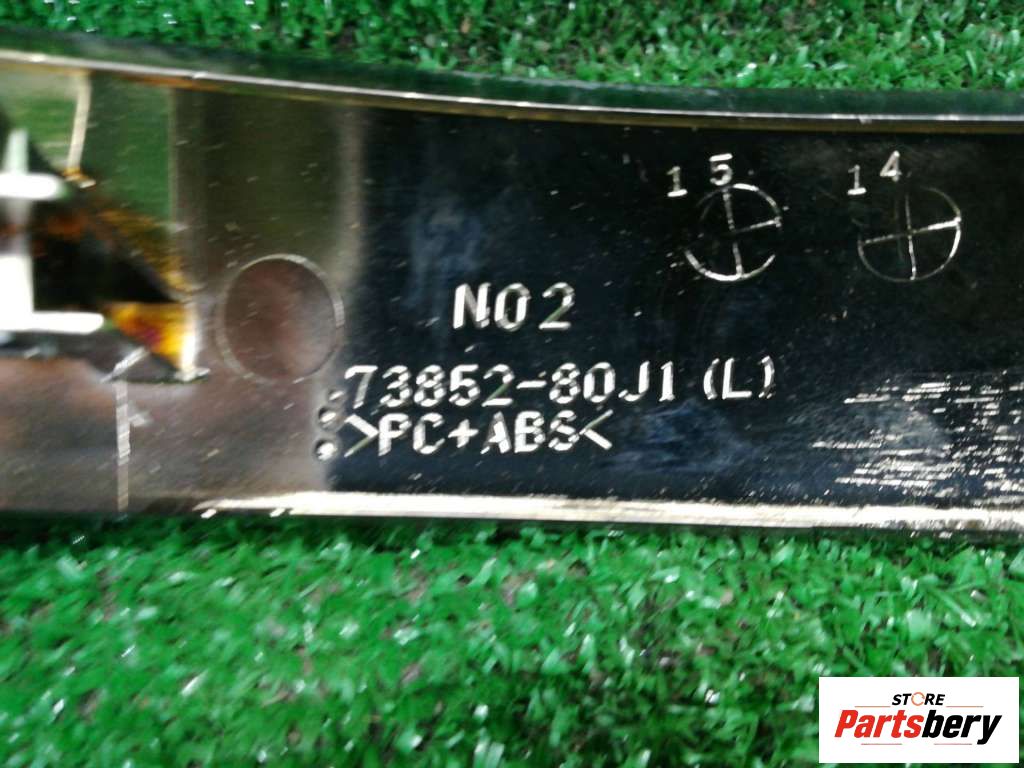 15
14
NO2
73852-80J1 (L)
>PC+ABS<
STORE
Partsbery